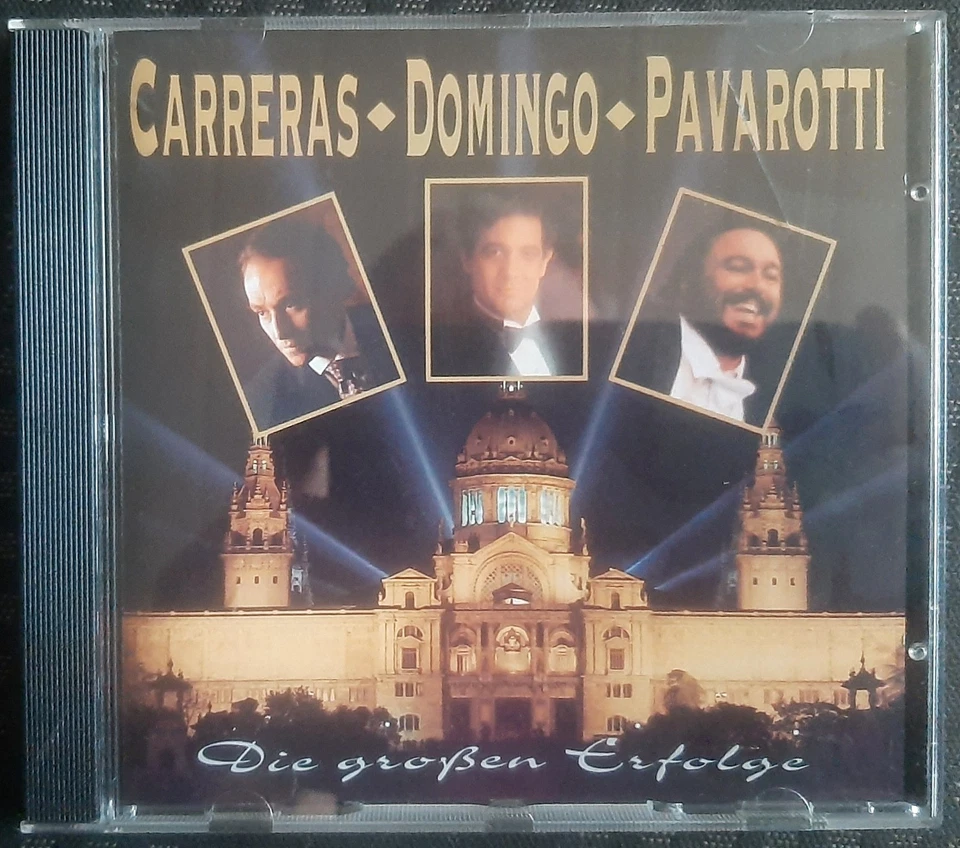 CARRERAS ◆ DOMINGO ◆ PAVAROTTI
Die großen Erfolge